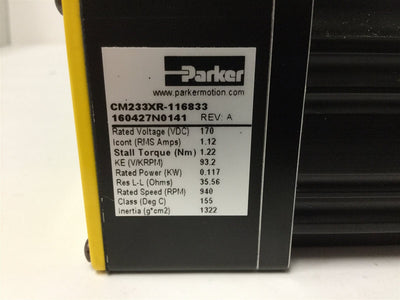 Parker
www.parkermotion.com
CM233XR-116833
160427N0141 REV: A
Rated Voltage (VDC) 170
Icont (RMS Amps) 1.12
Stall Torque (Nm) 1.22
KE (V/KRPM) 93.2
Rated Power (KW) 0.117
Res L-L (Ohms) 35.56
Rated Speed (RPM) 940
Class (Deg C) 155
Inertia (g*cm2) 1322